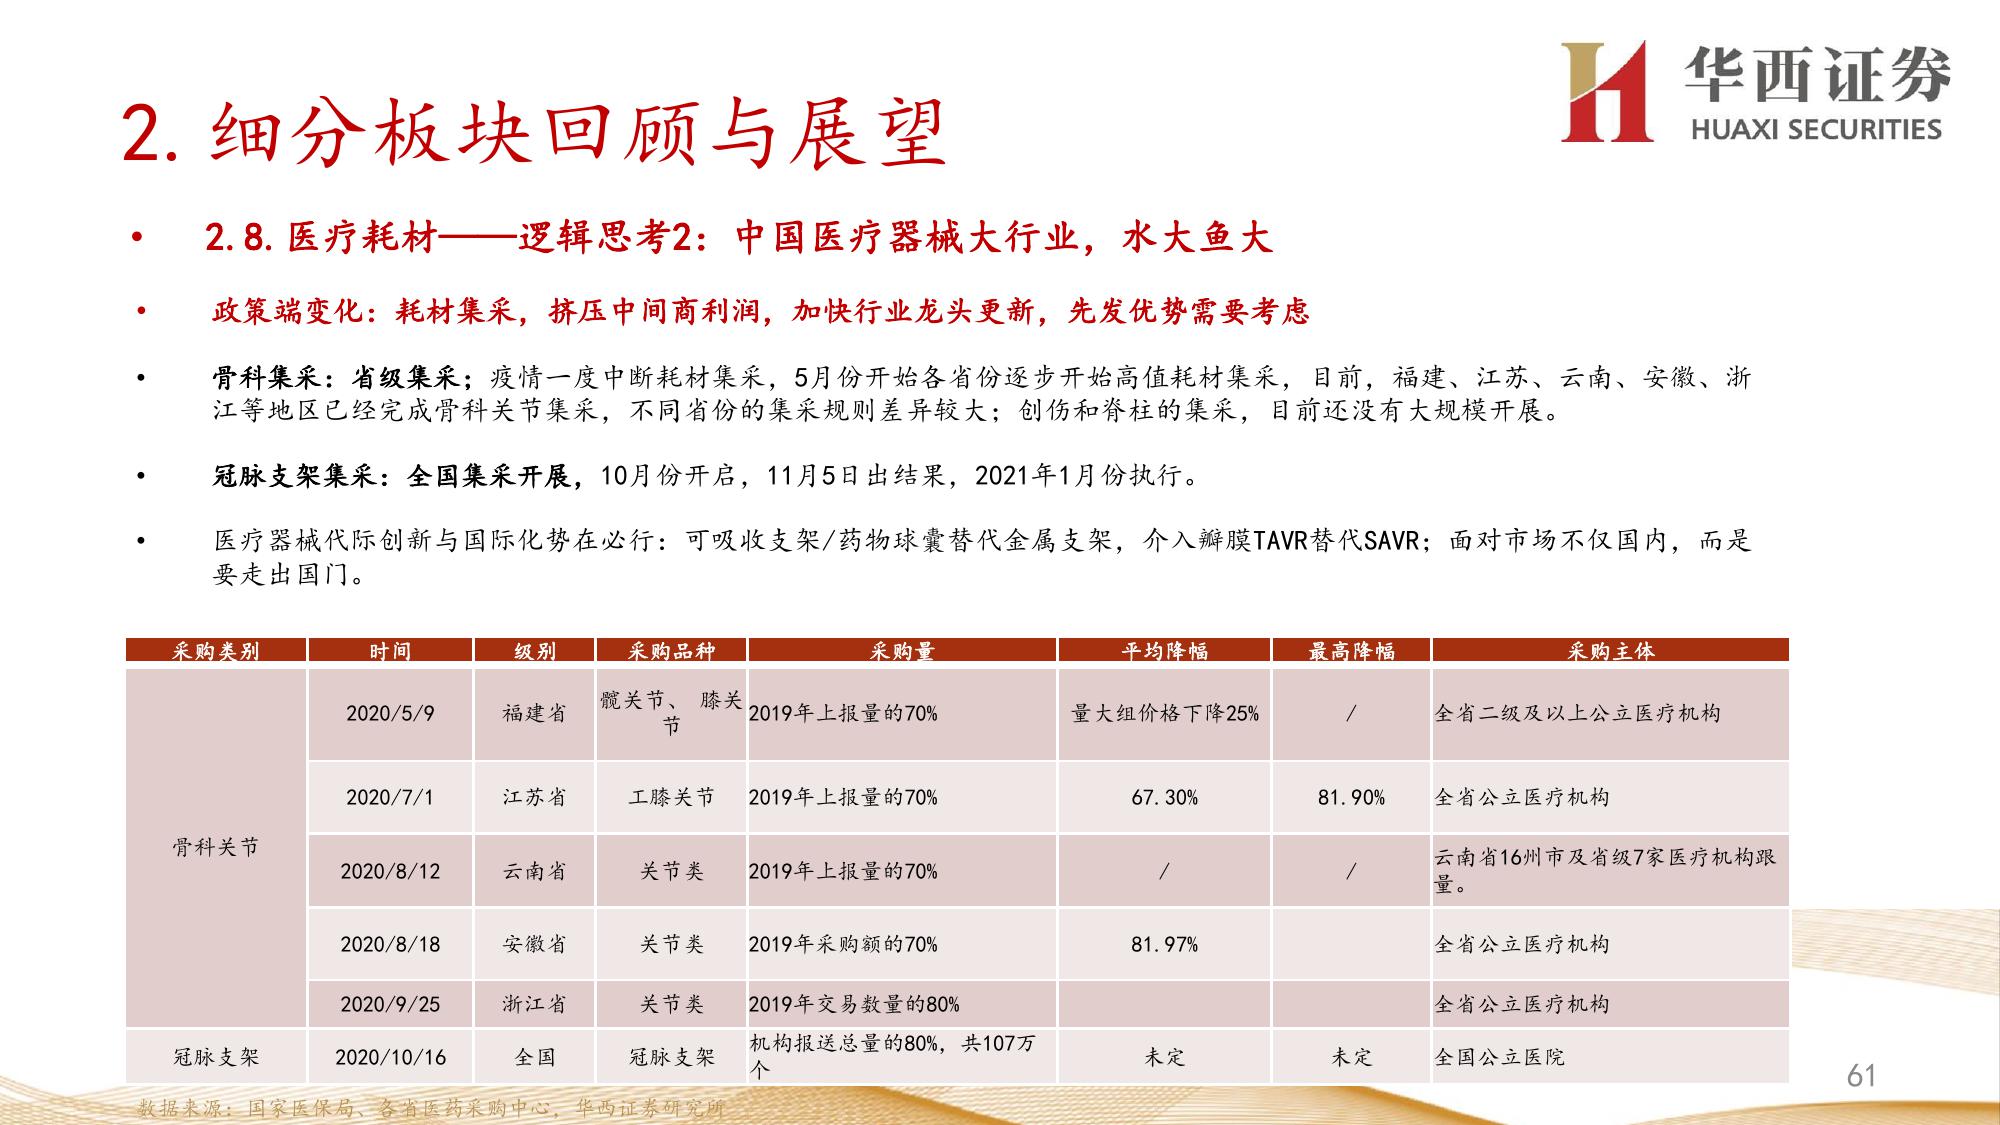 华西证券
HUAXI SECURITIES
2. 细分板块回顾与展望
• 2.8. 医疗耗材——逻辑思考2：中国医疗器械大行业，水大鱼大
• 政策端变化：耗材集采，挤压中间商利润，加快行业龙头更新，先发优势需要考虑
• 骨科集采：省级集采；疫情一度中断耗材集采，5月份开始各省份逐步开始高值耗材集采，目前，福建、江苏、云南、安徽、浙
江等地区已经完成骨科关节集采，不同省份的集采规则差异较大；创伤和脊柱的集采，目前还没有大规模开展。
• 冠脉支架集采：全国集采开展，10月份开启，11月5日出结果，2021年1月份执行。
• 医疗器械代际创新与国际化势在必行：可吸收支架/药物球囊替代金属支架，介入瓣膜TAVR替代SAVR；面对市场不仅国内，而是
要走出国门。
采购类别 时间 级别 采购品种 采购量 平均降幅 最高降幅 采购主体
骨科关节
2020/5/9 福建省 髋关节、 膝关节 2019年上报量的70% 量大组价格下降25% / 全省二级及以上公立医疗机构
2020/7/1 江苏省 工膝关节 2019年上报量的70% 67.30% 81.90% 全省公立医疗机构
2020/8/12 云南省 关节类 2019年上报量的70% / / 云南省16州市及省级7家医疗机构跟量。
2020/8/18 安徽省 关节类 2019年采购额的70% 81.97% 全省公立医疗机构
2020/9/25 浙江省 关节类 2019年交易数量的80% 全省公立医疗机构
冠脉支架 2020/10/16 全国 冠脉支架 机构报送总量的80%，共107万个 未定 未定 全国公立医院
61
数据来源：国家医保局、各省医药采购中心，华西证券研究所